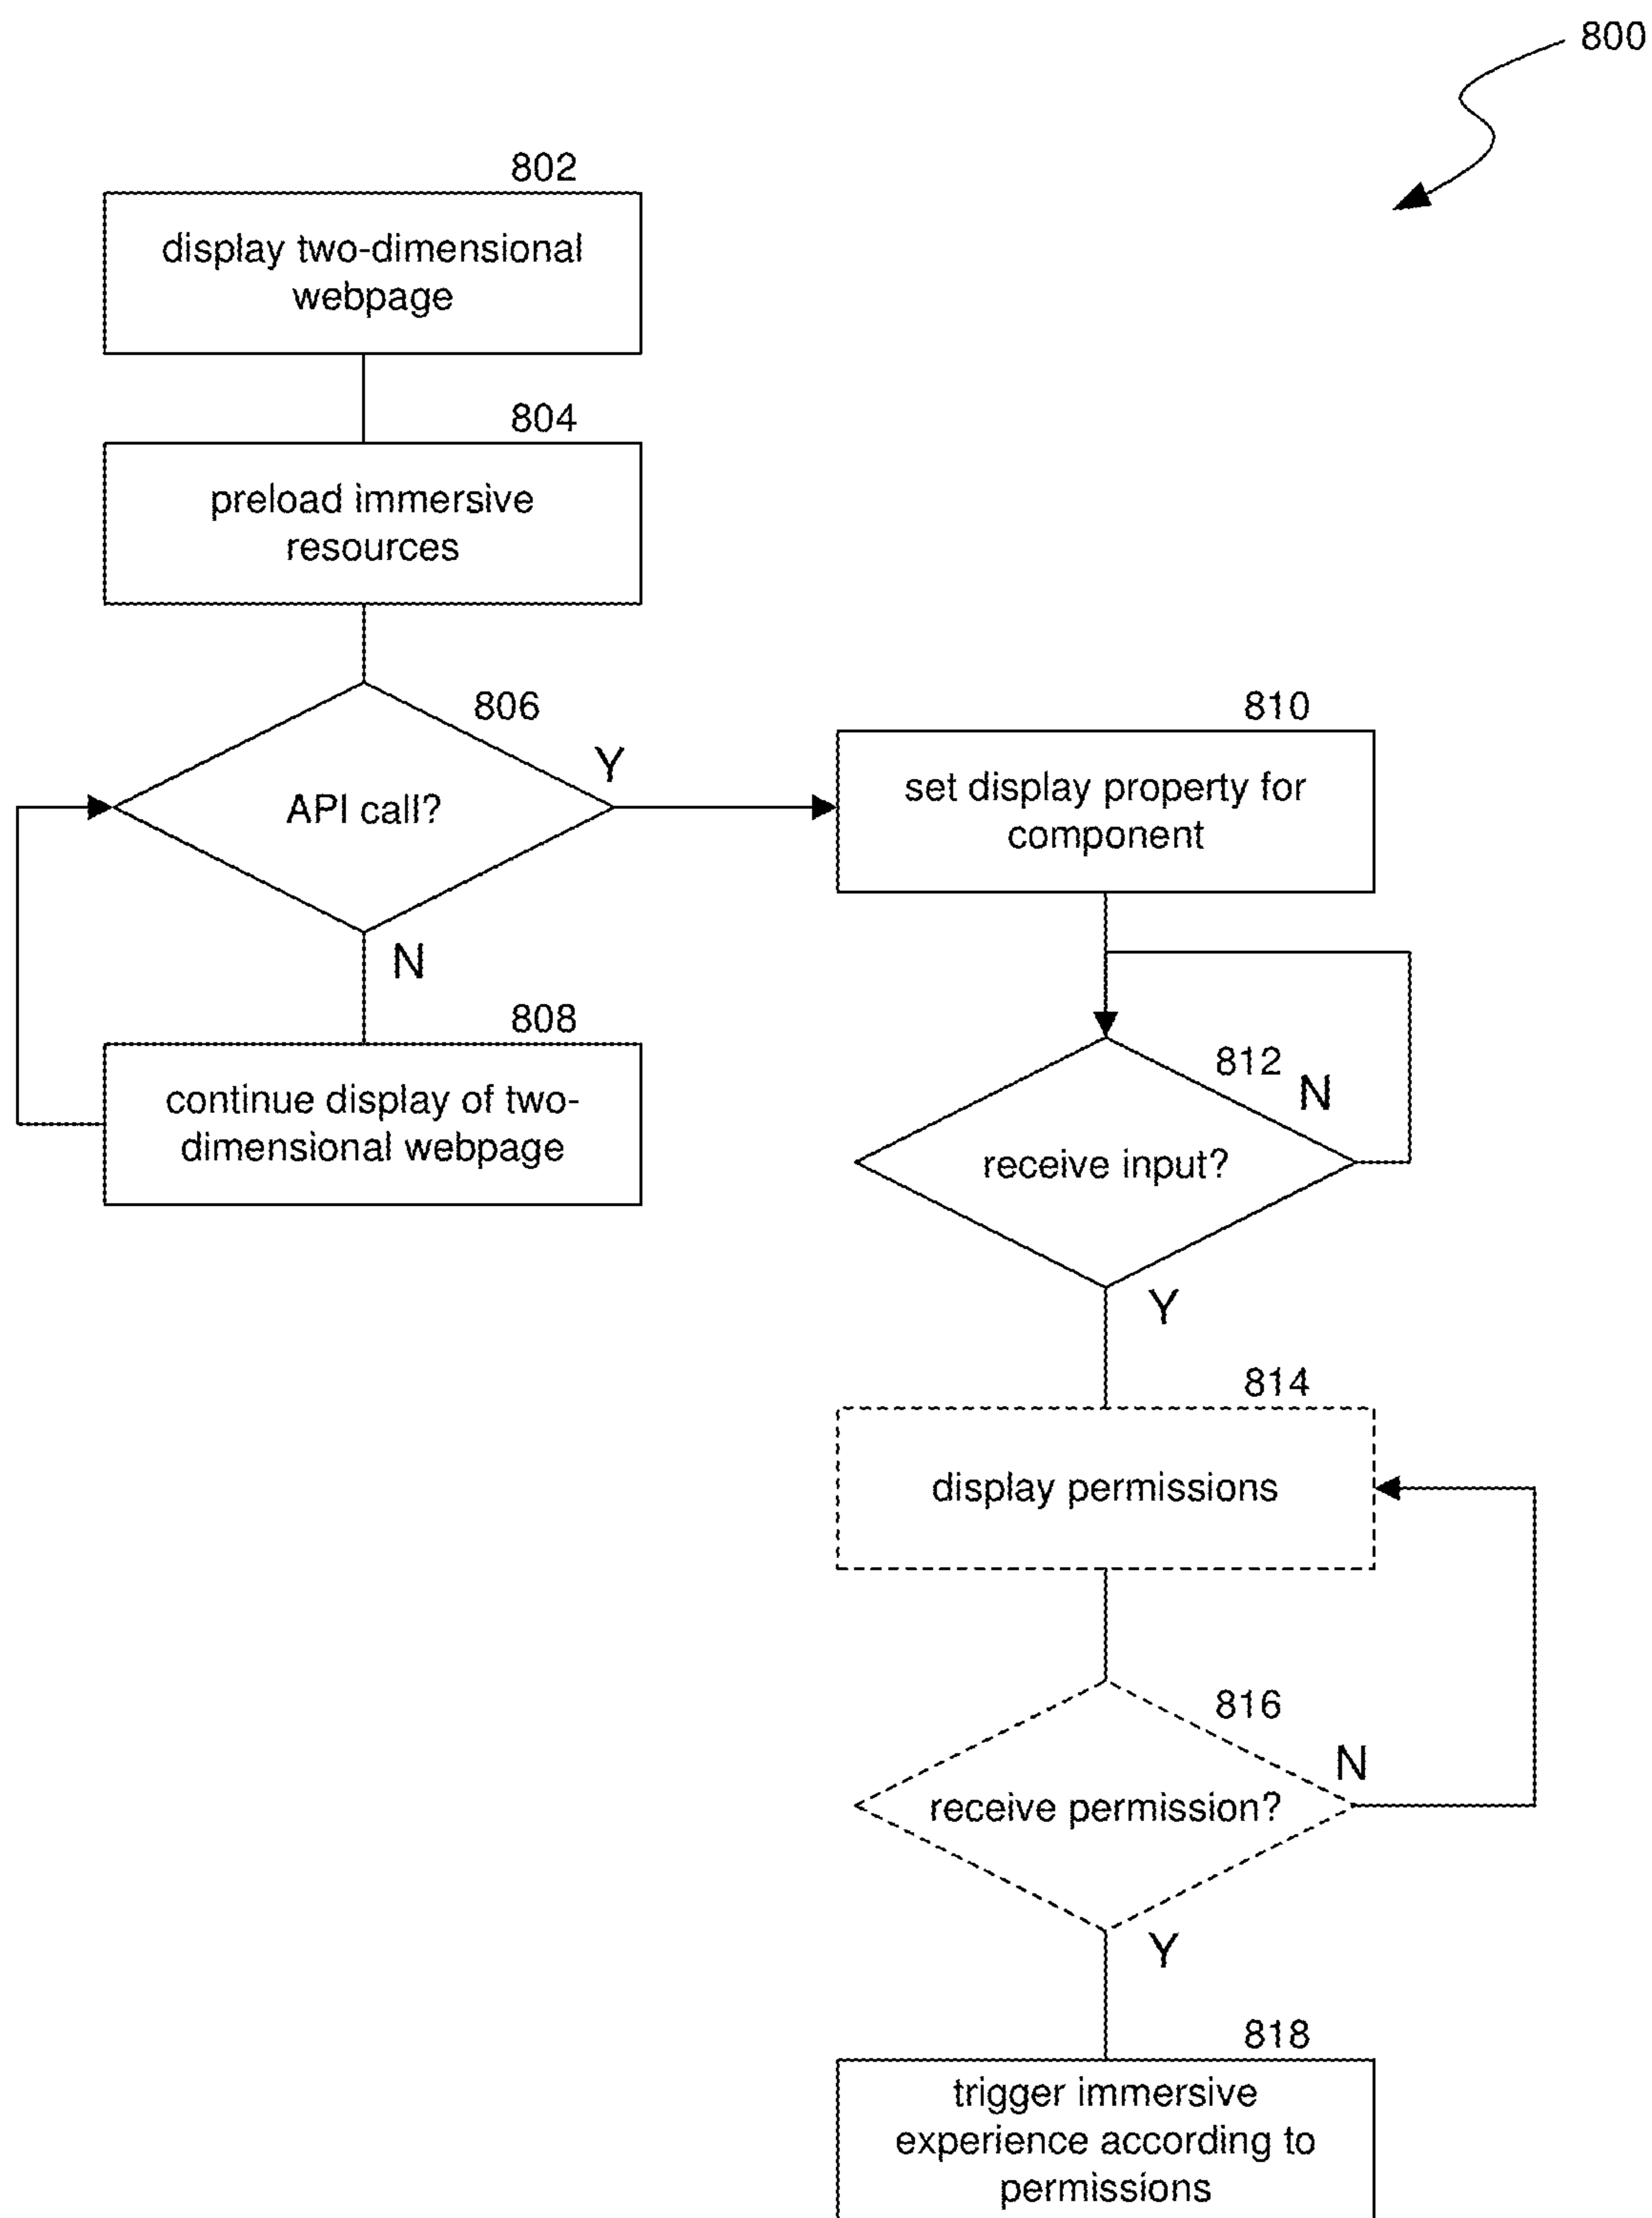 800
802
display two-dimensional
webpage
804
preload immersive
resources
806
API call?
Y
N
808
continue display of two-
dimensional webpage
810
set display property for
component
812
N
receive input?
Y
814
display permissions
816
N
receive permission?
Y
818
trigger immersive
experience according to
permissions